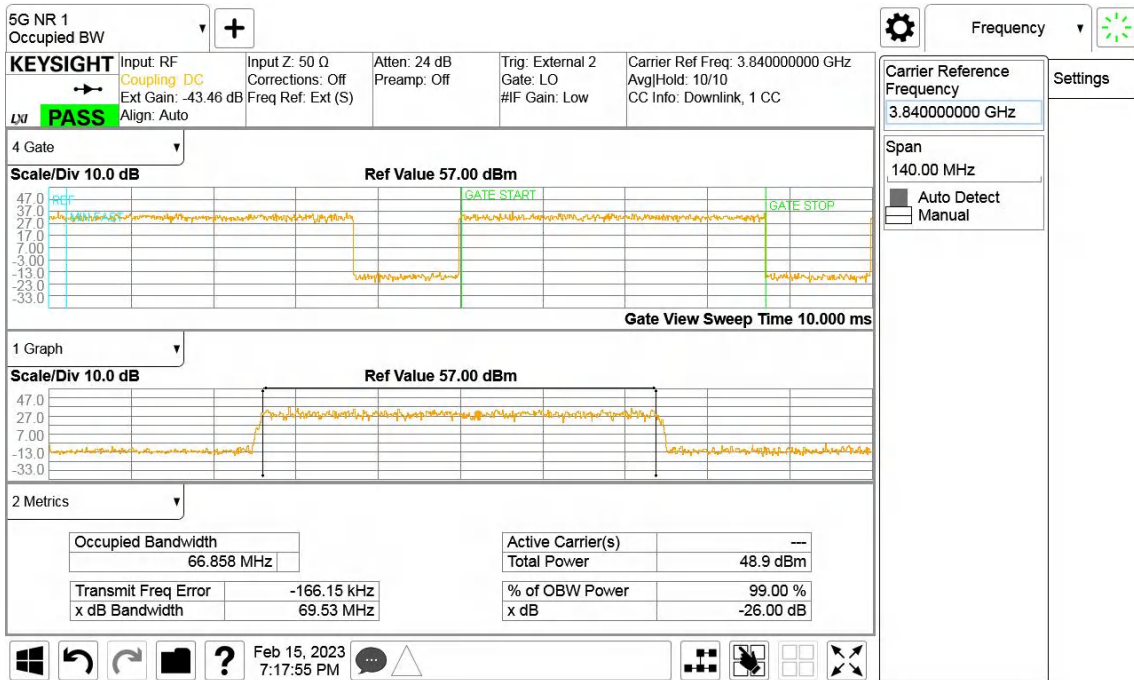 5G NR 1
Occupied BW
Frequency
KEYSIGHT
Input: RF
Coupling: DC
Ext Gain: -43.46 dB
Align: Auto
Input Z: 50 Ω
Corrections: Off
Freq Ref: Ext (S)
Atten: 24 dB
Preamp: Off
Trig: External 2
Gate: LO
#IF Gain: Low
Carrier Ref Freq: 3.840000000 GHz
Avg|Hold: 10/10
CC Info: Downlink, 1 CC
LXI PASS
Carrier Reference
Frequency
3.840000000 GHz
Settings
Span
140.00 MHz
Auto Detect
Manual
4 Gate
Scale/Div 10.0 dB
Ref Value 57.00 dBm
47.0
37.0
27.0
17.0
7.00
-3.00
-13.0
-23.0
-33.0
REF
GATE START
GATE STOP
Gate View Sweep Time 10.000 ms
1 Graph
Scale/Div 10.0 dB
Ref Value 57.00 dBm
47.0
27.0
7.00
-13.0
-33.0
2 Metrics
Occupied Bandwidth
66.858 MHz
Transmit Freq Error -166.15 kHz
x dB Bandwidth 69.53 MHz
Active Carrier(s) ---
Total Power 48.9 dBm
% of OBW Power 99.00 %
x dB -26.00 dB
Feb 15, 2023
7:17:55 PM